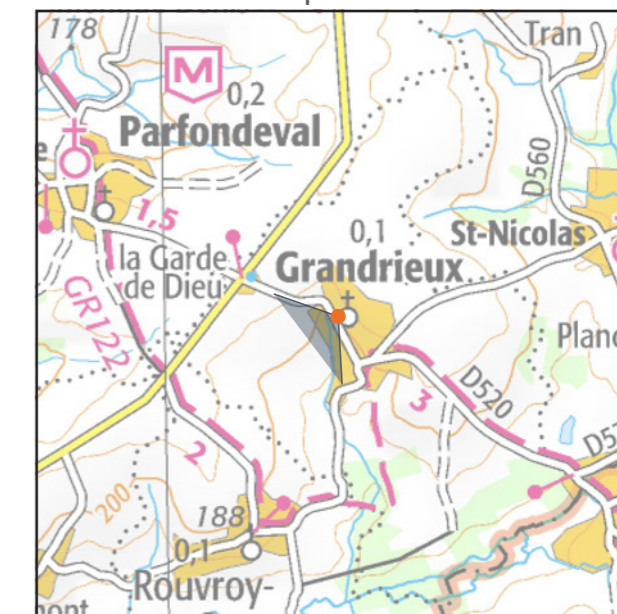 178
Tran
M
0,2
Parfondeval
e
D560
1,5
0,1
St-Nicolas
la Garde
de Dieu
Grandrieux
GR122
Planc
3
D520
2
D5
200
188
0,1
Rouvroy-
mont